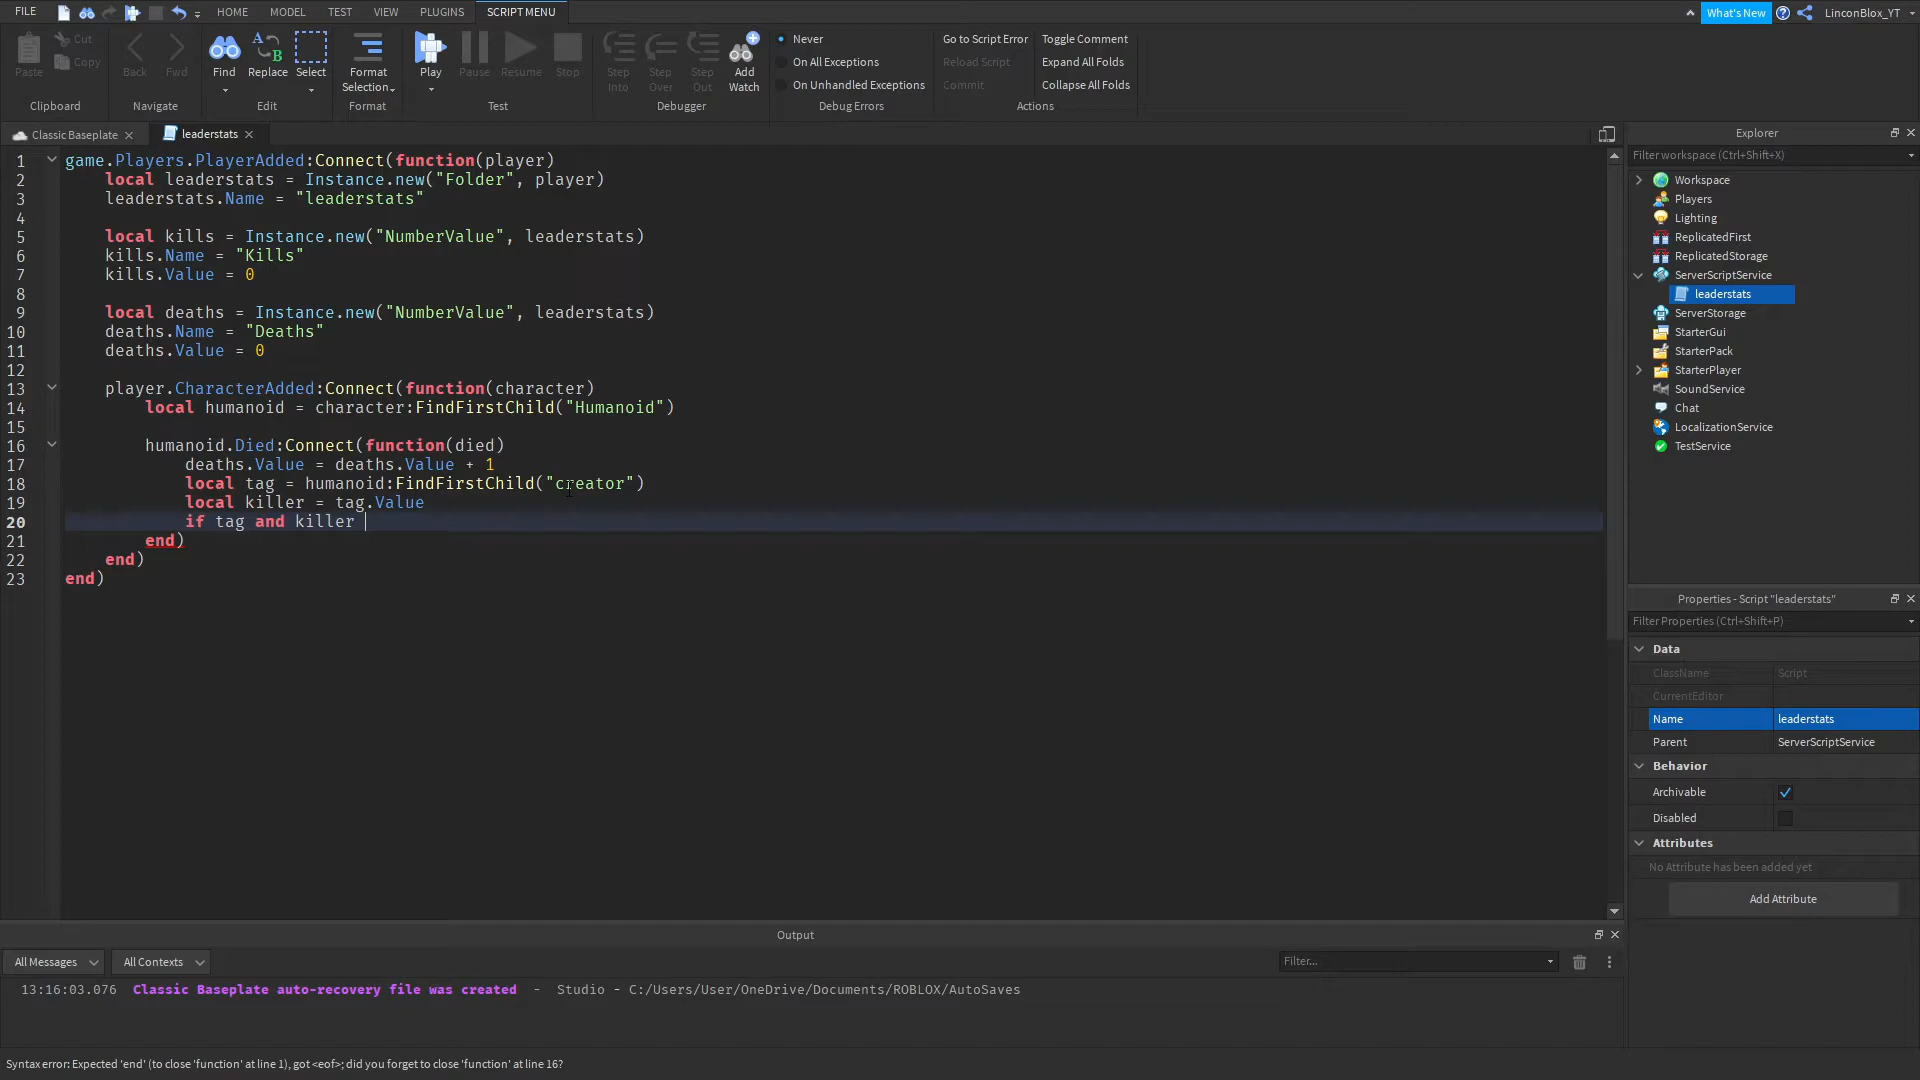 FILE
HOME
MODEL
TEST
VIEW
PLUGINS
SCRIPT MENU
What's New
LinconBlox_YT
Paste
Cut
Copy
Clipboard
Back
Fwd
Navigate
Find
Replace
Select
Edit
Format
Selection
Format
Play
Pause
Resume
Stop
Test
Step
Into
Step
Over
Step
Out
Add
Watch
Debugger
Never
On All Exceptions
On Unhandled Exceptions
Debug Errors
Go to Script Error
Reload Script
Commit
Toggle Comment
Expand All Folds
Collapse All Folds
Actions
Classic Baseplate
leaderstats
1 game.Players.PlayerAdded:Connect(function(player)
2 local leaderstats = Instance.new("Folder", player)
3 leaderstats.Name = "leaderstats"
4
5 local kills = Instance.new("NumberValue", leaderstats)
6 kills.Name = "Kills"
7 kills.Value = 0
8
9 local deaths = Instance.new("NumberValue", leaderstats)
10 deaths.Name = "Deaths"
11 deaths.Value = 0
12
13 player.CharacterAdded:Connect(function(character)
14 local humanoid = character:FindFirstChild("Humanoid")
15
16 humanoid.Died:Connect(function(died)
17 deaths.Value = deaths.Value + 1
18 local tag = humanoid:FindFirstChild("creator")
19 local killer = tag.Value
20 if tag and killer
21 end)
22 end)
23 end)
Explorer
Filter workspace (Ctrl+Shift+X)
Workspace
Players
Lighting
ReplicatedFirst
ReplicatedStorage
ServerScriptService
leaderstats
ServerStorage
StarterGui
StarterPack
StarterPlayer
SoundService
Chat
LocalizationService
TestService
Properties - Script "leaderstats"
Filter Properties (Ctrl+Shift+P)
Data
ClassName Script
CurrentEditor
Name leaderstats
Parent ServerScriptService
Behavior
Archivable
Disabled
Attributes
No Attribute has been added yet
Add Attribute
Output
All Messages
All Contexts
Filter...
13:16:03.076 Classic Baseplate auto-recovery file was created - Studio - C:/Users/User/OneDrive/Documents/ROBLOX/AutoSaves
Syntax error: Expected 'end' (to close 'function' at line 1), got <eof>; did you forget to close 'function' at line 16?